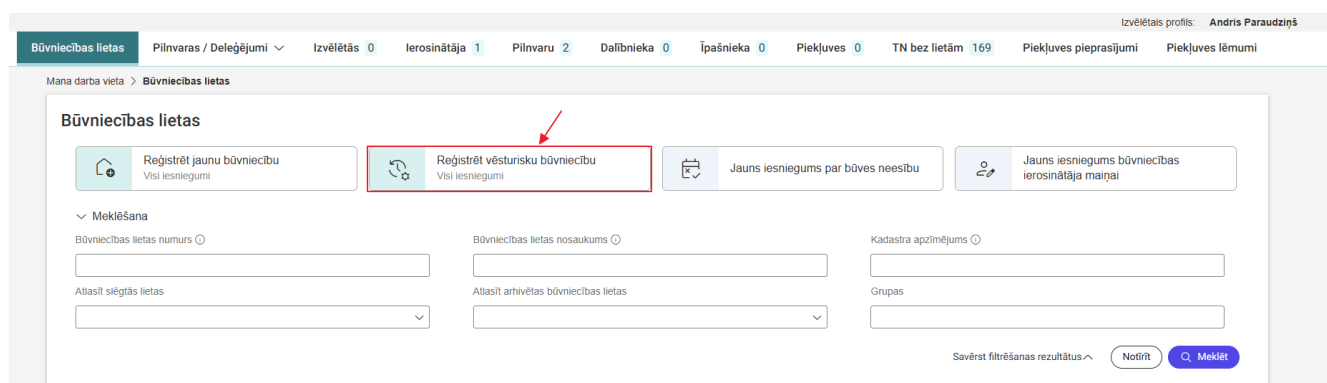 Izvēlētais profils: Andris Paraudziņš
Būvniecības lietas Pilnvaras / Deleģējumi Izvēlētās 0 Ierosinātāja 1 Pilnvaru 2 Dalībnieka 0 Īpašnieka 0 Piekļuves 0 TN bez lietām 169 Piekļuves pieprasījumi Piekļuves lēmumi
Mana darba vieta > Būvniecības lietas
Būvniecības lietas
Reģistrēt jaunu būvniecību
Visi iesniegumi
Reģistrēt vēsturisku būvniecību
Visi iesniegumi
Jauns iesniegums par būves neesību
Jauns iesniegums būvniecības
ierosinātāja maiņai
Meklēšana
Būvniecības lietas numurs Būvniecības lietas nosaukums Kadastra apzīmējums
Atlasīt slēgtās lietas Atlasīt arhivētas būvniecības lietas Grupas
Savērst filtrēšanas rezultātus Notīrīt Meklēt